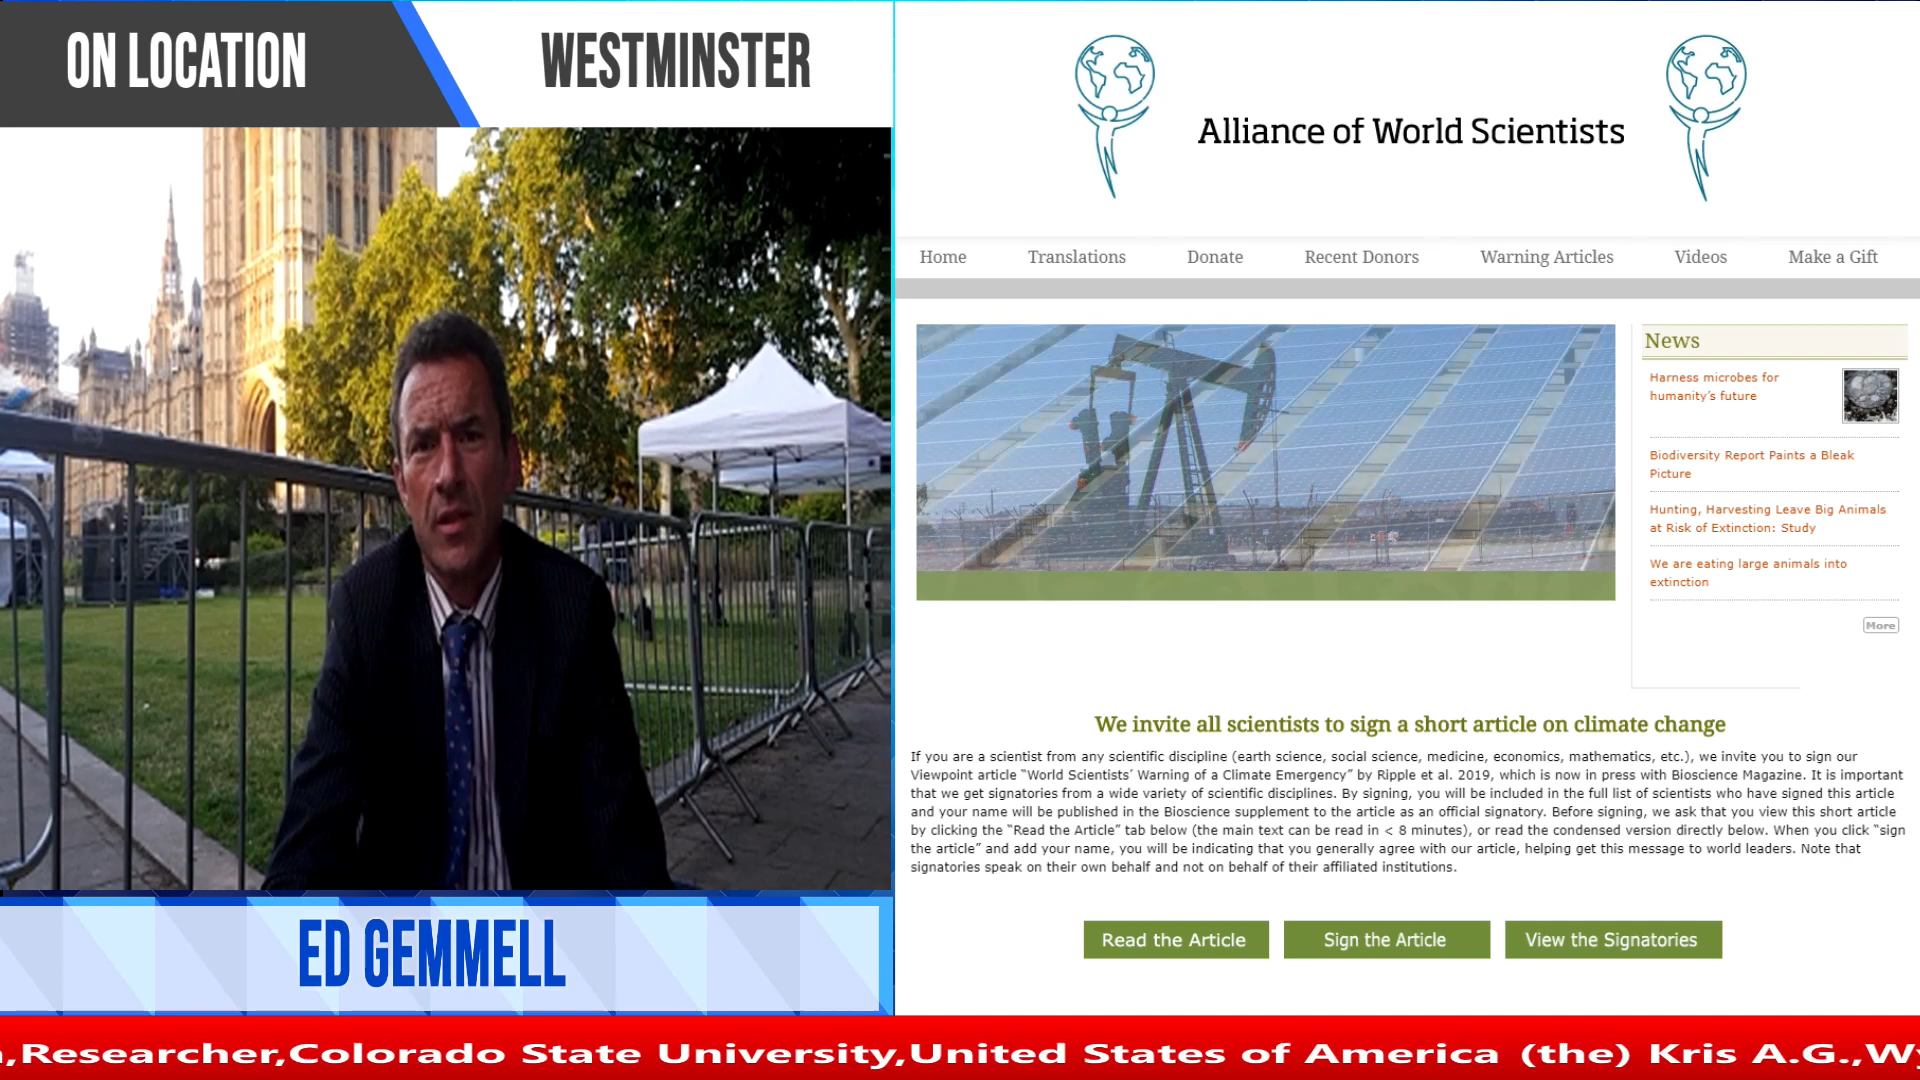 ON LOCATION
WESTMINSTER
Alliance of World Scientists
Home
Translations
Donate
Recent Donors
Warning Articles
Videos
Make a Gift
News
Harness microbes for
humanity's future
Biodiversity Report Paints a Bleak
Picture
Hunting, Harvesting Leave Big Animals
at Risk of Extinction: Study
We are eating large animals into
extinction
More
We invite all scientists to sign a short article on climate change
If you are a scientist from any scientific discipline (earth science, social science, medicine, economics, mathematics, etc.), we invite you to sign our
Viewpoint article “World Scientists’ Warning of a Climate Emergency” by Ripple et al. 2019, which is now in press with Bioscience Magazine. It is important
that we get signatories from a wide variety of scientific disciplines. By signing, you will be included in the full list of scientists who have signed this article
and your name will be published in the Bioscience supplement to the article as an official signatory. Before signing, we ask that you view this short article
by clicking the “Read the Article” tab below (the main text can be read in < 8 minutes), or read the condensed version directly below. When you click “sign
the article” and add your name, you will be indicating that you generally agree with our article, helping get this message to world leaders. Note that
signatories speak on their own behalf and not on behalf of their affiliated institutions.
Read the Article
Sign the Article
View the Signatories
ED GEMMELL
,Researcher,Colorado State University,United States of America (the) Kris A.G.,Wy